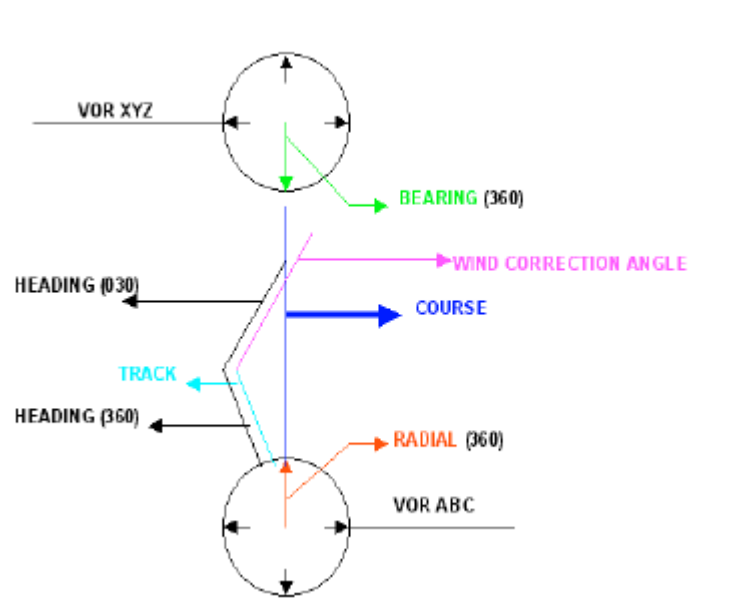 VOR XYZ
BEARING (360)
WIND CORRECTION ANGLE
HEADING (030)
COURSE
TRACK
HEADING (360)
RADIAL (360)
VOR ABC